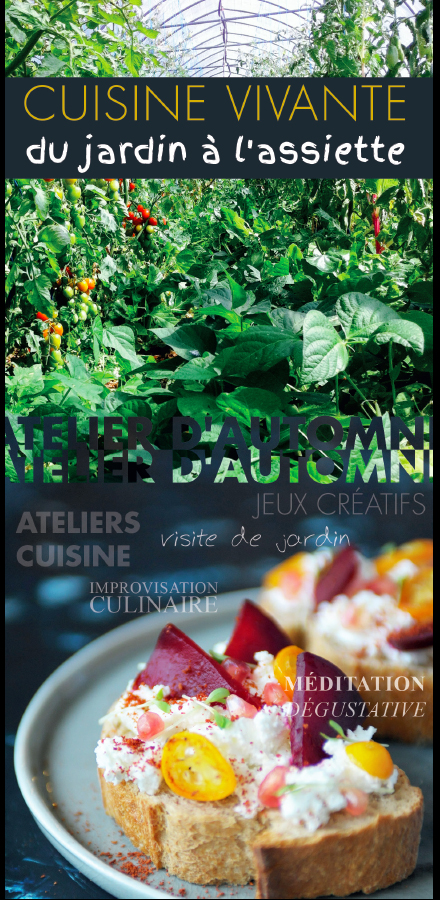 CUISINE VIVANTE
du jardin à l'assiette
ATELIER D'AUTOMNE
ATELIER D'AUTOMNE
JEUX CRÉATIFS
ATELIERS
CUISINE
visite de jardin
IMPROVISATION
CULINAIRE
MÉDITATION
DÉGUSTATIVE